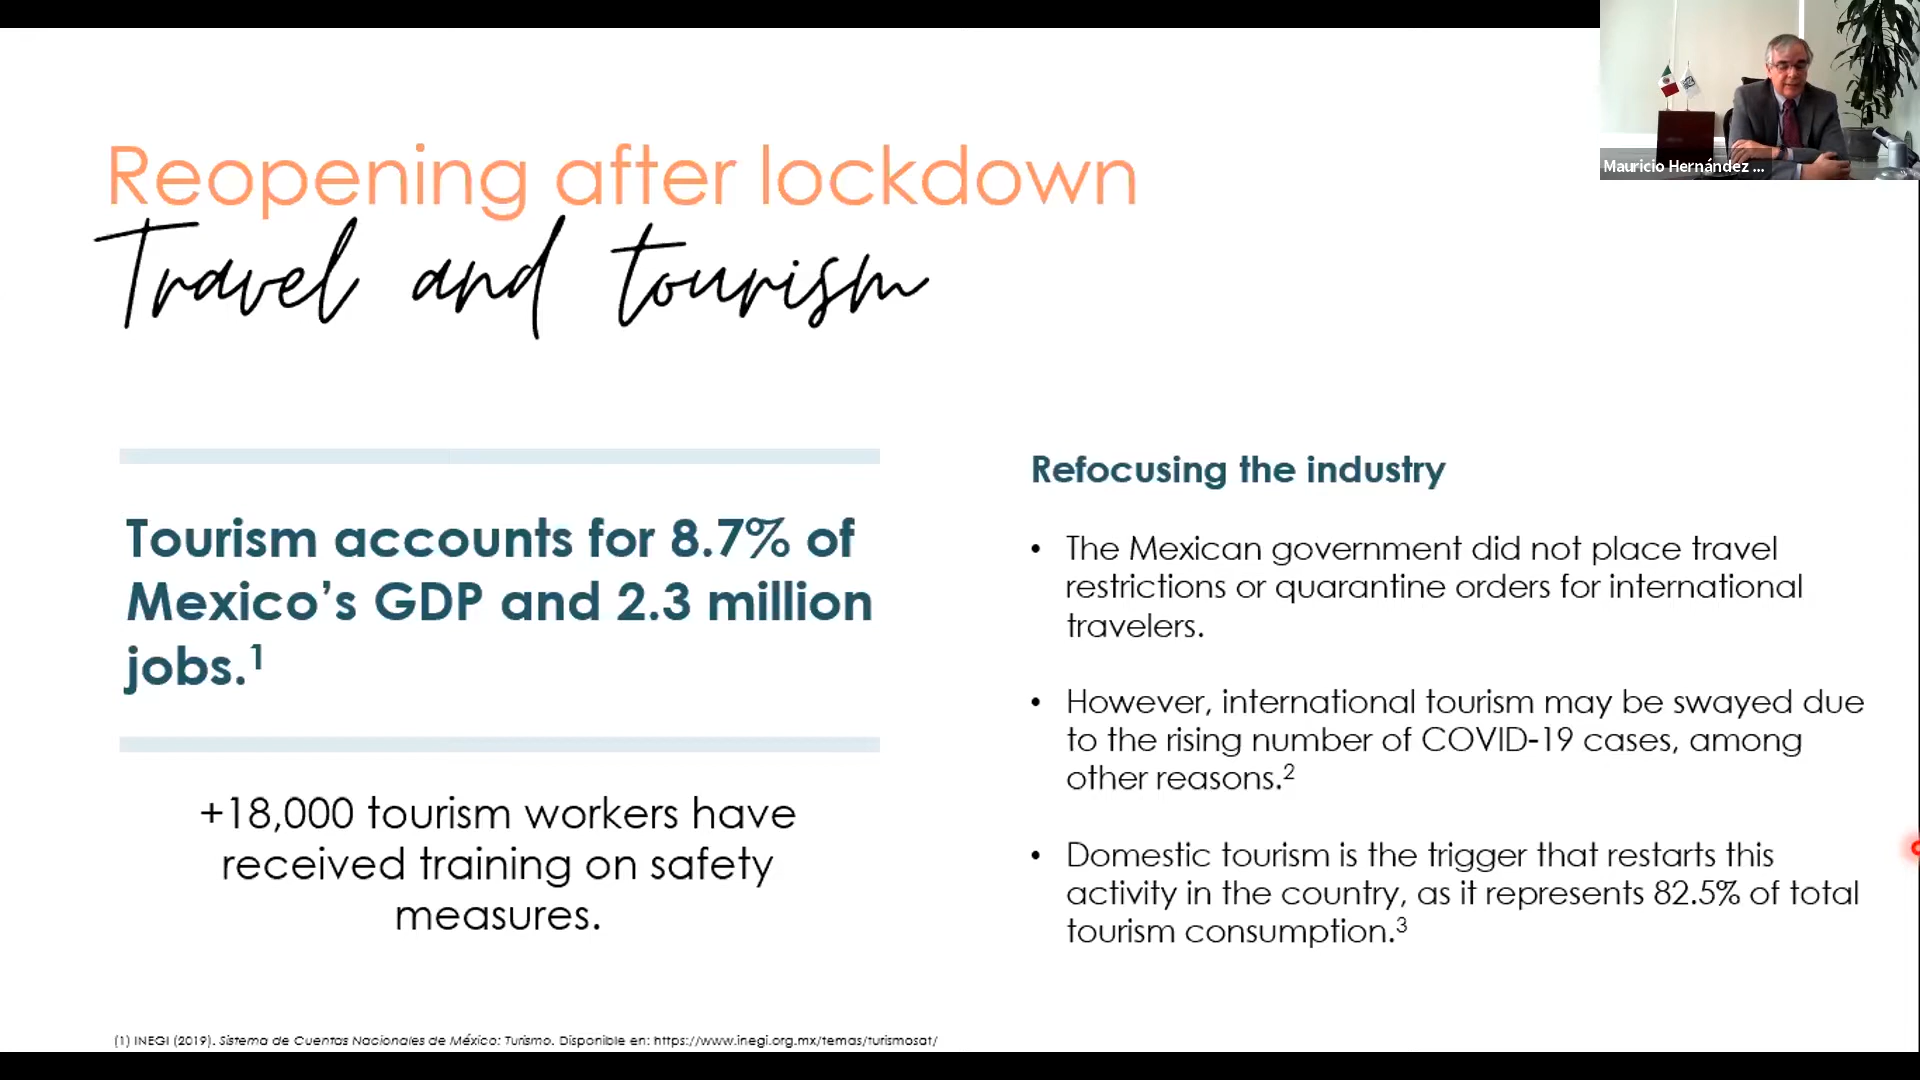 Mauricio Hernández ...
Reopening after lockdown
Travel and tourism
Tourism accounts for 8.7% of
Mexico's GDP and 2.3 million
jobs.1
+18,000 tourism workers have
received training on safety
measures.
Refocusing the industry
• The Mexican government did not place travel
restrictions or quarantine orders for international
travelers.
• However, international tourism may be swayed due
to the rising number of COVID-19 cases, among
other reasons.2
• Domestic tourism is the trigger that restarts this
activity in the country, as it represents 82.5% of total
tourism consumption.3
(1) INEGI (2019). Sistema de Cuentas Nacionales de México: Turismo. Disponible en: https://www.inegi.org.mx/temas/turismosat/